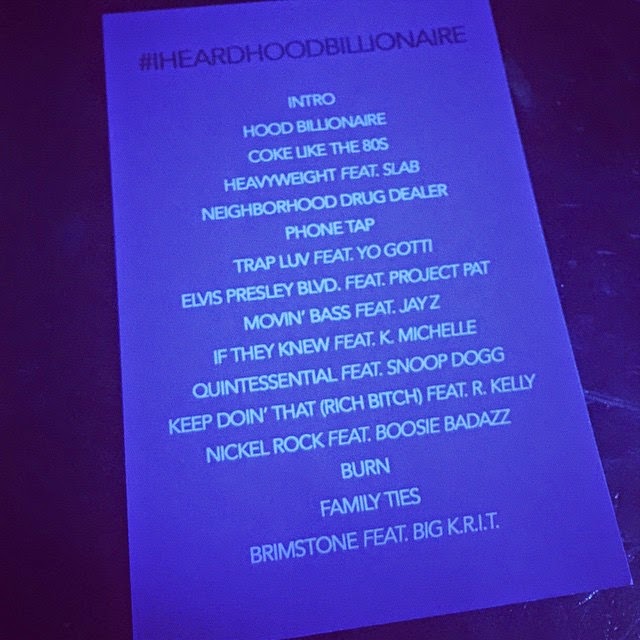 #IHEARDHOODBILLIONAIRE
INTRO
HOOD BILLIONAIRE
COKE LIKE THE 80S
HEAVYWEIGHT FEAT. SLAB
NEIGHBORHOOD DRUG DEALER
PHONE TAP
TRAP LUV FEAT. YO GOTTI
ELVIS PRESLEY BLVD. FEAT. PROJECT PAT
MOVIN' BASS FEAT. JAY Z
IF THEY KNEW FEAT. K. MICHELLE
QUINTESSENTIAL FEAT. SNOOP DOGG
KEEP DOIN' THAT (RICH BITCH) FEAT. R. KELLY
NICKEL ROCK FEAT. BOOSIE BADAZZ
BURN
FAMILY TIES
BRIMSTONE FEAT. BIG K.R.I.T.